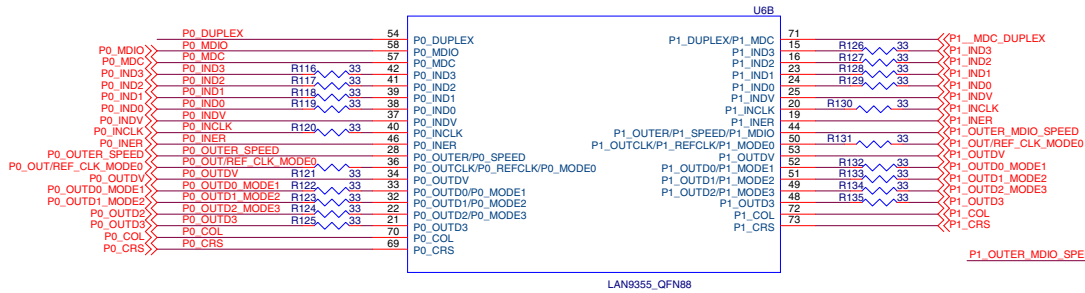 U6B
P0_DUPLEX 54 P0_DUPLEX P1_DUPLEX/P1_MDC 71 P1__MDC_DUPLEX
P0_MDIO P0_MDIO 58 P0_MDIO P1_IND3 15 R126 33 P1_IND3
P0_MDC P0_MDC 57 P0_MDC P1_IND2 16 R127 33 P1_IND2
P0_IND3 P0_IND3 R116 33 42 P0_IND3 P1_IND1 23 R128 33 P1_IND1
P0_IND2 P0_IND2 R117 33 41 P0_IND2 P1_IND0 24 R129 33 P1_IND0
P0_IND1 P0_IND1 R118 33 39 P0_IND1 P1_INDV 25 P1_INDV
P0_IND0 P0_IND0 R119 33 38 P0_IND0 P1_INCLK 20 R130 33 P1_INCLK
P0_INDV P0_INDV 37 P0_INDV P1_INER 19 P1_INER
P0_INCLK P0_INCLK R120 33 40 P0_INCLK P1_OUTER/P1_SPEED/P1_MDIO 44 P1_OUTER_MDIO_SPEED
P0_INER P0_INER 46 P0_INER P1_OUTCLK/P1_REFCLK/P1_MODE0 50 R131 33 P1_OUT/REF_CLK_MODE0
P0_OUTER_SPEED P0_OUTER_SPEED 28 P0_OUTER/P0_SPEED P1_OUTDV 53 P1_OUTDV
P0_OUT/REF_CLK_MODE0 P0_OUT/REF_CLK_MODE0 R121 33 36 P0_OUTCLK/P0_REFCLK/P0_MODE0 P1_OUTD0/P1_MODE1 52 R132 33 P1_OUTD0_MODE1
P0_OUTDV P0_OUTDV 34 P0_OUTDV P1_OUTD1/P1_MODE2 51 R133 33 P1_OUTD1_MODE2
P0_OUTD0_MODE1 P0_OUTD0_MODE1 R122 33 33 P0_OUTD0/P0_MODE1 P1_OUTD2/P1_MODE3 49 R134 33 P1_OUTD2_MODE3
P0_OUTD1_MODE2 P0_OUTD1_MODE2 R123 33 32 P0_OUTD1/P0_MODE2 P1_OUTD3 48 R135 33 P1_OUTD3
P0_OUTD2 P0_OUTD2_MODE3 R124 33 22 P0_OUTD2/P0_MODE3 P1_COL 72 P1_COL
P0_OUTD3 P0_OUTD3 R125 33 21 P0_OUTD3 P1_CRS 73 P1_CRS
P0_COL P0_COL 70 P0_COL
P0_CRS P0_CRS 69 P0_CRS
P1_OUTER_MDIO_SPE
LAN9355_QFN88